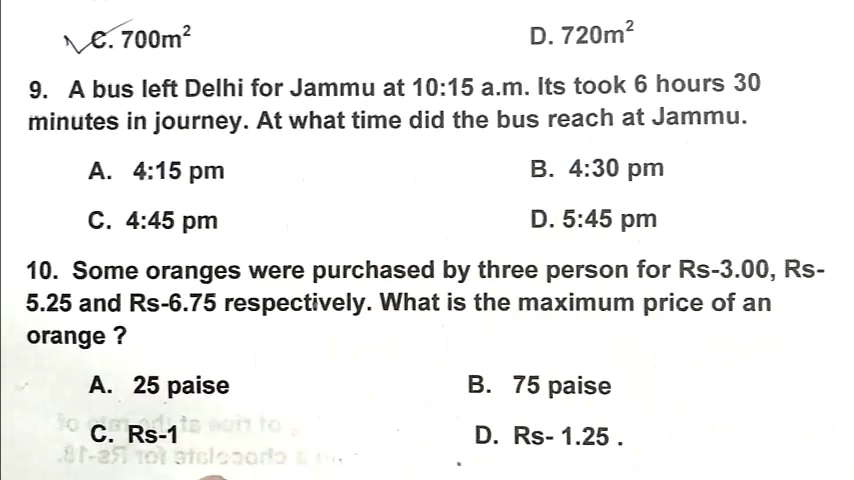 C. 700m² D. 720m²
9. A bus left Delhi for Jammu at 10:15 a.m. Its took 6 hours 30
minutes in journey. At what time did the bus reach at Jammu.
A. 4:15 pm B. 4:30 pm
C. 4:45 pm D. 5:45 pm
10. Some oranges were purchased by three person for Rs-3.00, Rs-
5.25 and Rs-6.75 respectively. What is the maximum price of an
orange ?
A. 25 paise B. 75 paise
C. Rs-1 D. Rs- 1.25 .